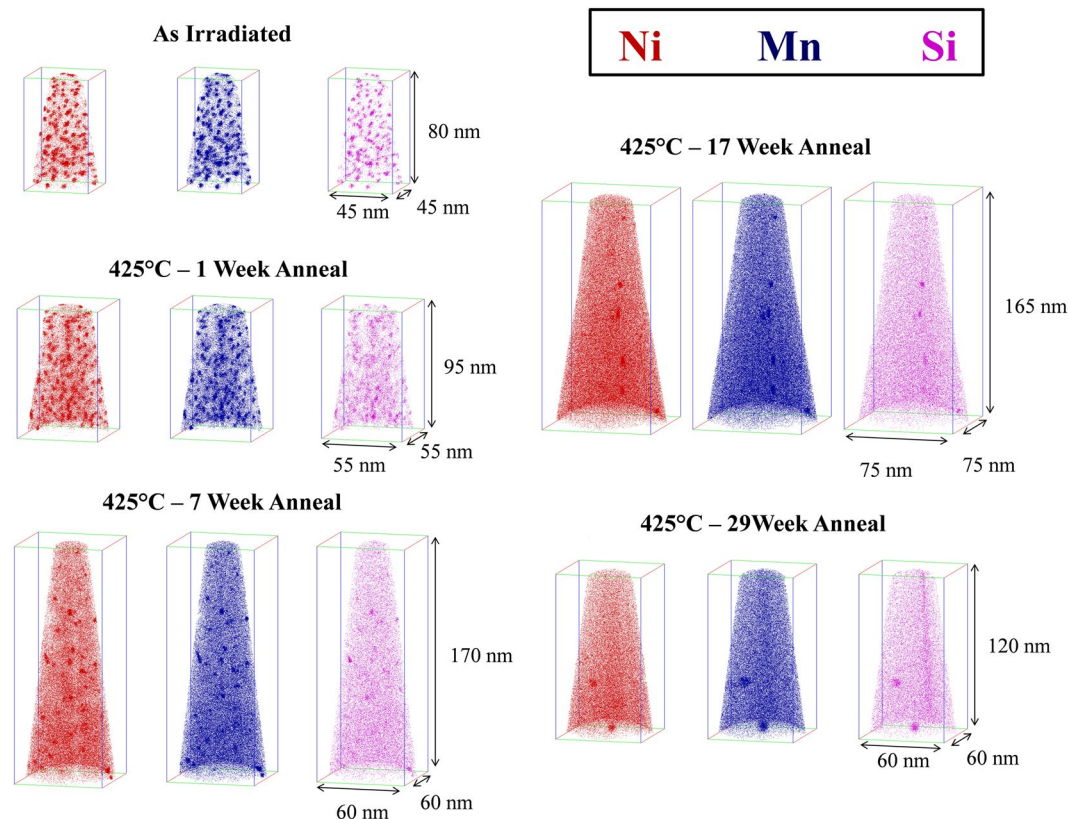 As Irradiated
80 nm
45 nm
45 nm
425°C – 1 Week Anneal
95 nm
55 nm
55 nm
425°C – 7 Week Anneal
170 nm
60 nm
60 nm
Ni Mn Si
425°C – 17 Week Anneal
165 nm
75 nm
75 nm
425°C – 29Week Anneal
120 nm
60 nm
60 nm